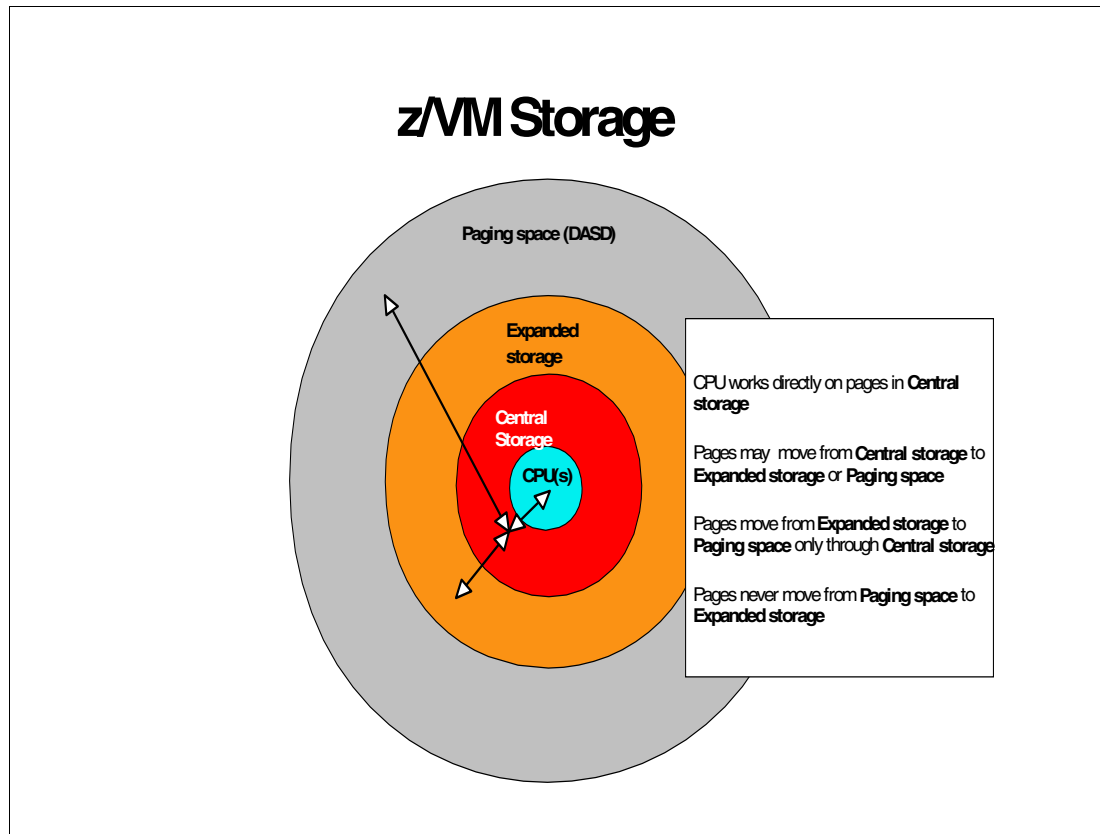 z/VM Storage
Paging space (DASD)
Expanded
storage
Central
Storage
CPU(s)
CPU works directly on pages in Central
storage
Pages may move from Central storage to
Expanded storage or Paging space
Pages move from Expanded storage to
Paging space only through Central storage
Pages never move from Paging space to
Expanded storage